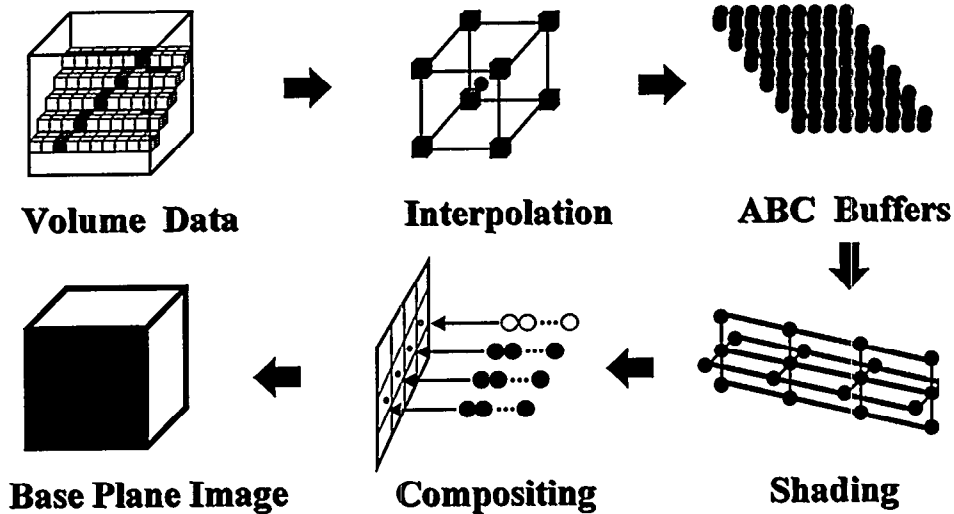 Volume Data
Interpolation
ABC Buffers
Base Plane Image
Compositing
Shading